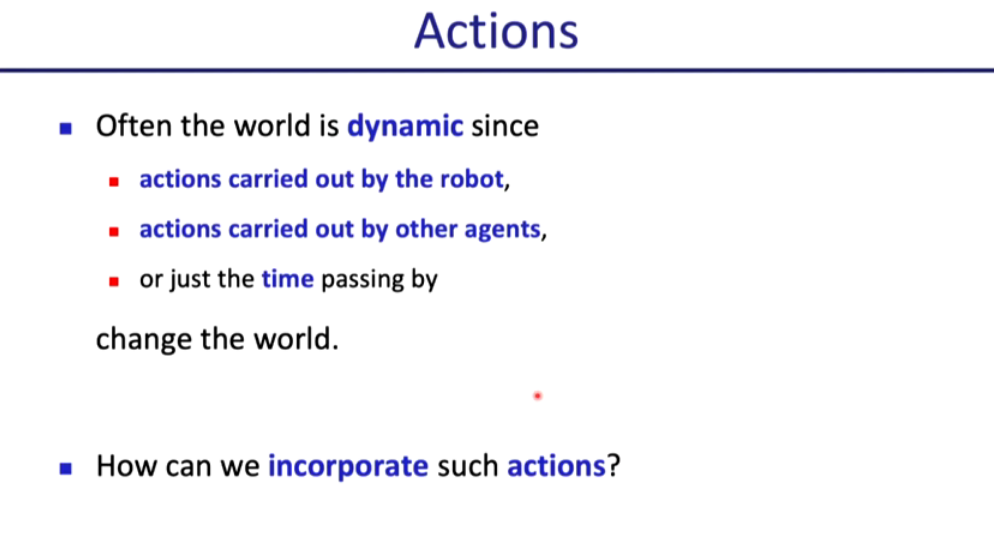 Actions
Often the world is dynamic since
actions carried out by the robot,
actions carried out by other agents,
or just the time passing by
change the world.
How can we incorporate such actions?